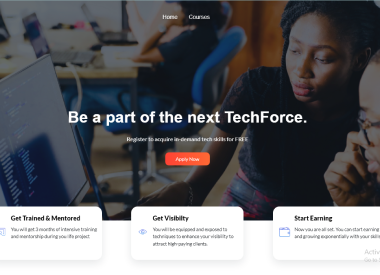 Home Courses
Be a part of the next TechForce.
Register to acquire in-demand tech skills for FREE
Apply Now
Get Trained & Mentored
You will get 3 months of intensive training
and mentorship during you life project
Get Visibilty
You will be equipped and exposed to
techniques to enhance your visibility to
attract high paying clients.
Start Earning
Now you are all set. You can start earning
and growing exponentially with your skills